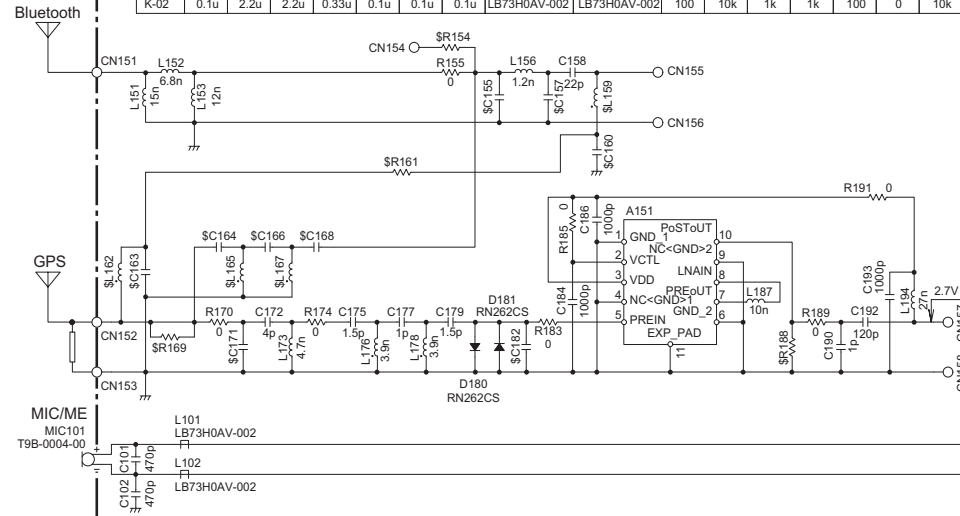 K-02 0.1u 2.2u 2.2u 0.33u 0.1u 0.1u 0.1u LB73H0AV-002 LB73H0AV-002 100 10k 1k 1k 100 0 10k
Bluetooth
CN151
L152
6.8n
L151
15n
L153
12n
CN154
$R154
R155
0
$C155
L156
1.2n
$C157
C158
22p
$L159
CN155
CN156
$C160
$R161
GPS
$L162
$C163
$C164
$L165
$C166
$L167
$C168
CN152
CN153
$R169
R170
0
$C171
C172
4p
L173
4.7n
R174
0
C175
1.5p
L176
3.9n
C177
1p
L178
3.9n
C179
1.5p
D181
RN262CS
D180
RN262CS
$C182
R183
0
C184
1000p
R185
0
C186
1000p
A151
1 GND_1
2 VCTL
3 VDD
4 NC<GND>1
5 PREIN
PoSToUT 10
NC<GND>2 9
LNAIN 8
PREoUT 7
GND_2 6
EXP_PAD
11
L187
10n
$R188
R189
0
C190
1p
R191 0
C192
120p
C193
1000p
L194
27n
2.7V
CN157
MIC/ME
MIC101
T9B-0004-00
+
-
C101
470p
C102
470p
L101
LB73H0AV-002
L102
LB73H0AV-002